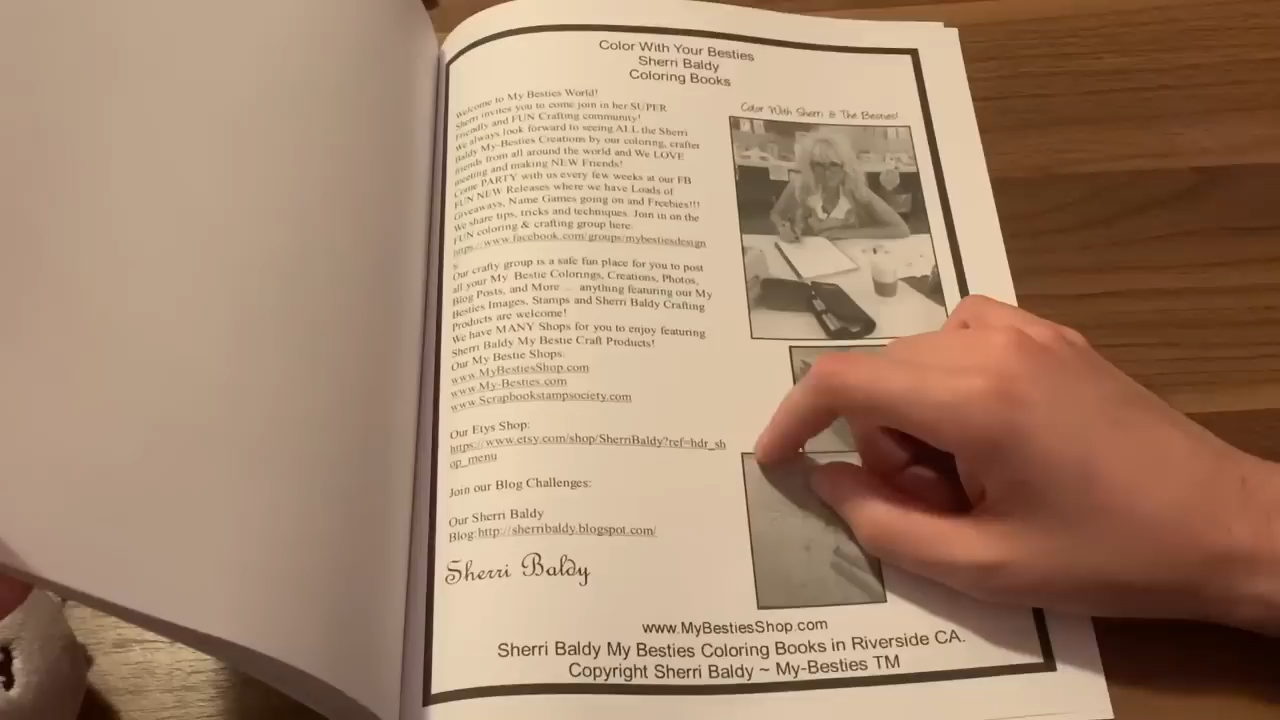 Color With Your Besties
Sherri Baldy
Coloring Books
Welcome to My Besties World!
Sherri invites you to come join in her SUPER
Friendly and FUN Crafting community!
We always look forward to seeing ALL the Sherri
Baldy My-Besties Creations by our coloring, crafter
friends from all around the world and We LOVE
meeting and making NEW Friends!
Come PARTY with us every few weeks at our FB
FUN NEW Releases where we have Loads of
Giveaways, Name Games going on and Freebies!!!
We share tips, tricks and techniques. Join in on the
FUN coloring & crafting group here:
https://www.facebook.com/groups/mybestiesdesign
s
Our crafty group is a safe fun place for you to post
all your My Bestie Colorings, Creations, Photos,
Blog Posts, and More ... anything featuring our My
Besties Images, Stamps and Sherri Baldy Crafting
Products are welcome!
We have MANY Shops for you to enjoy featuring
Sherri Baldy My Bestie Craft Products!
Our My Bestie Shops:
www.MyBestiesShop.com
www.My-Besties.com
www.Scrapbookstampsociety.com
Our Etys Shop:
https://www.etsy.com/shop/SherriBaldy?ref=hdr_sh
op_menu
Join our Blog Challenges:
Our Sherri Baldy
Blog:http://sherribaldy.blogspot.com/
Sherri Baldy
Color With Sherri & The Besties!
www.MyBestiesShop.com
Sherri Baldy My Besties Coloring Books in Riverside CA.
Copyright Sherri Baldy ~ My-Besties TM